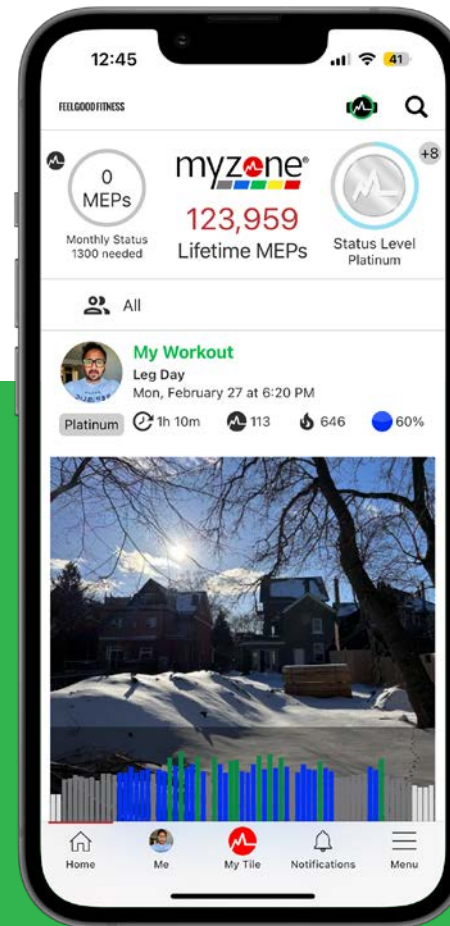 12:45
41
FEELGOODFITNESS
+8
0
MEPs
Monthly Status
1300 needed
myzone®
123,959
Lifetime MEPs
Status Level
Platinum
All
My Workout
Leg Day
Mon, February 27 at 6:20 PM
Platinum 1h 10m 113 646 60%
Home Me My Tile Notifications Menu